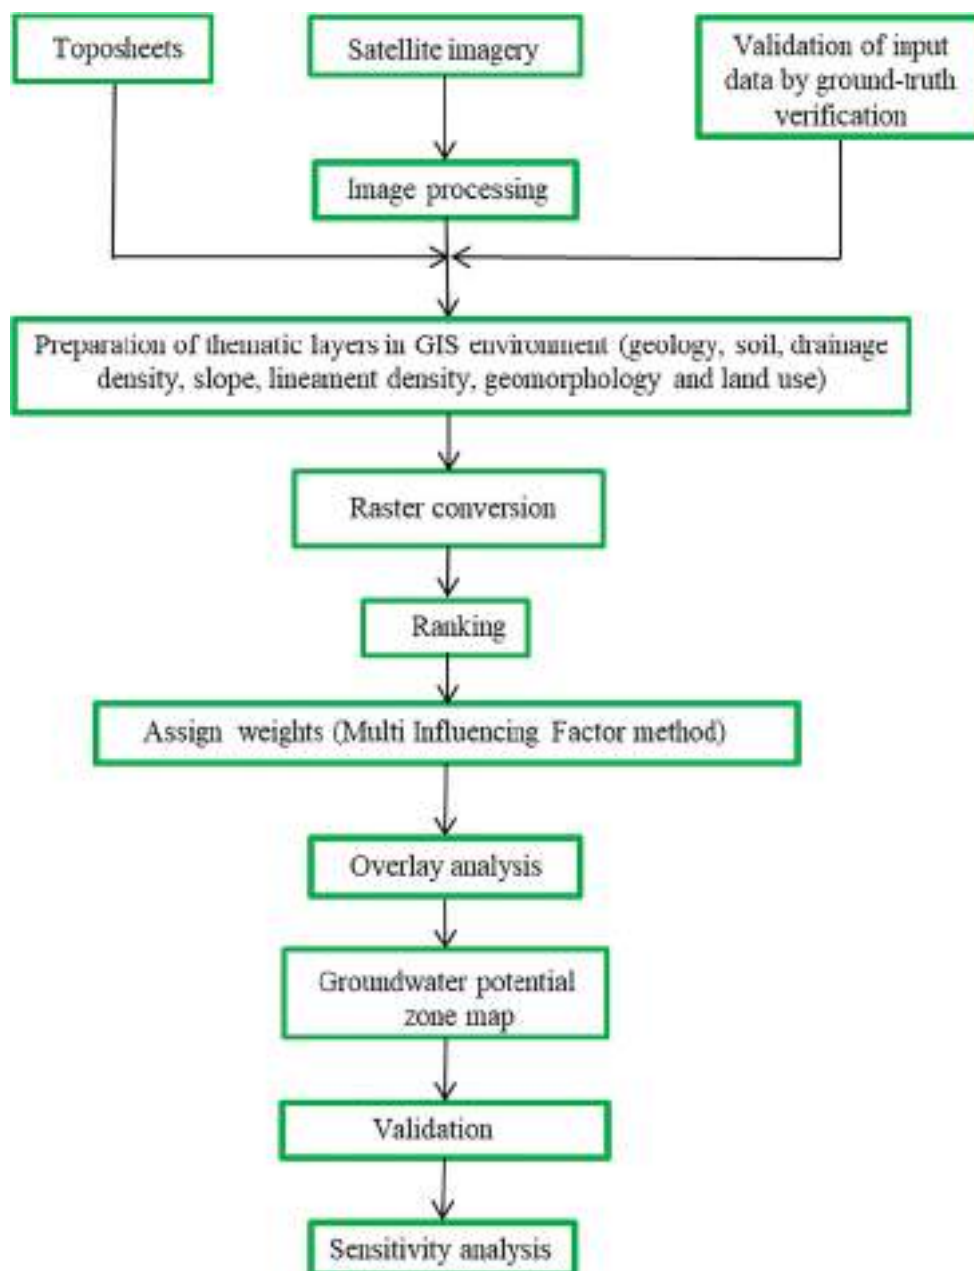 Toposheets
Satellite imagery
Validation of input
data by ground-truth
verification
Image processing
Preparation of thematic layers in GIS environment (geology, soil, drainage
density, slope, lineament density, geomorphology and land use)
Raster conversion
Ranking
Assign weights (Multi Influencing Factor method)
Overlay analysis
Groundwater potential
zone map
Validation
Sensitivity analysis